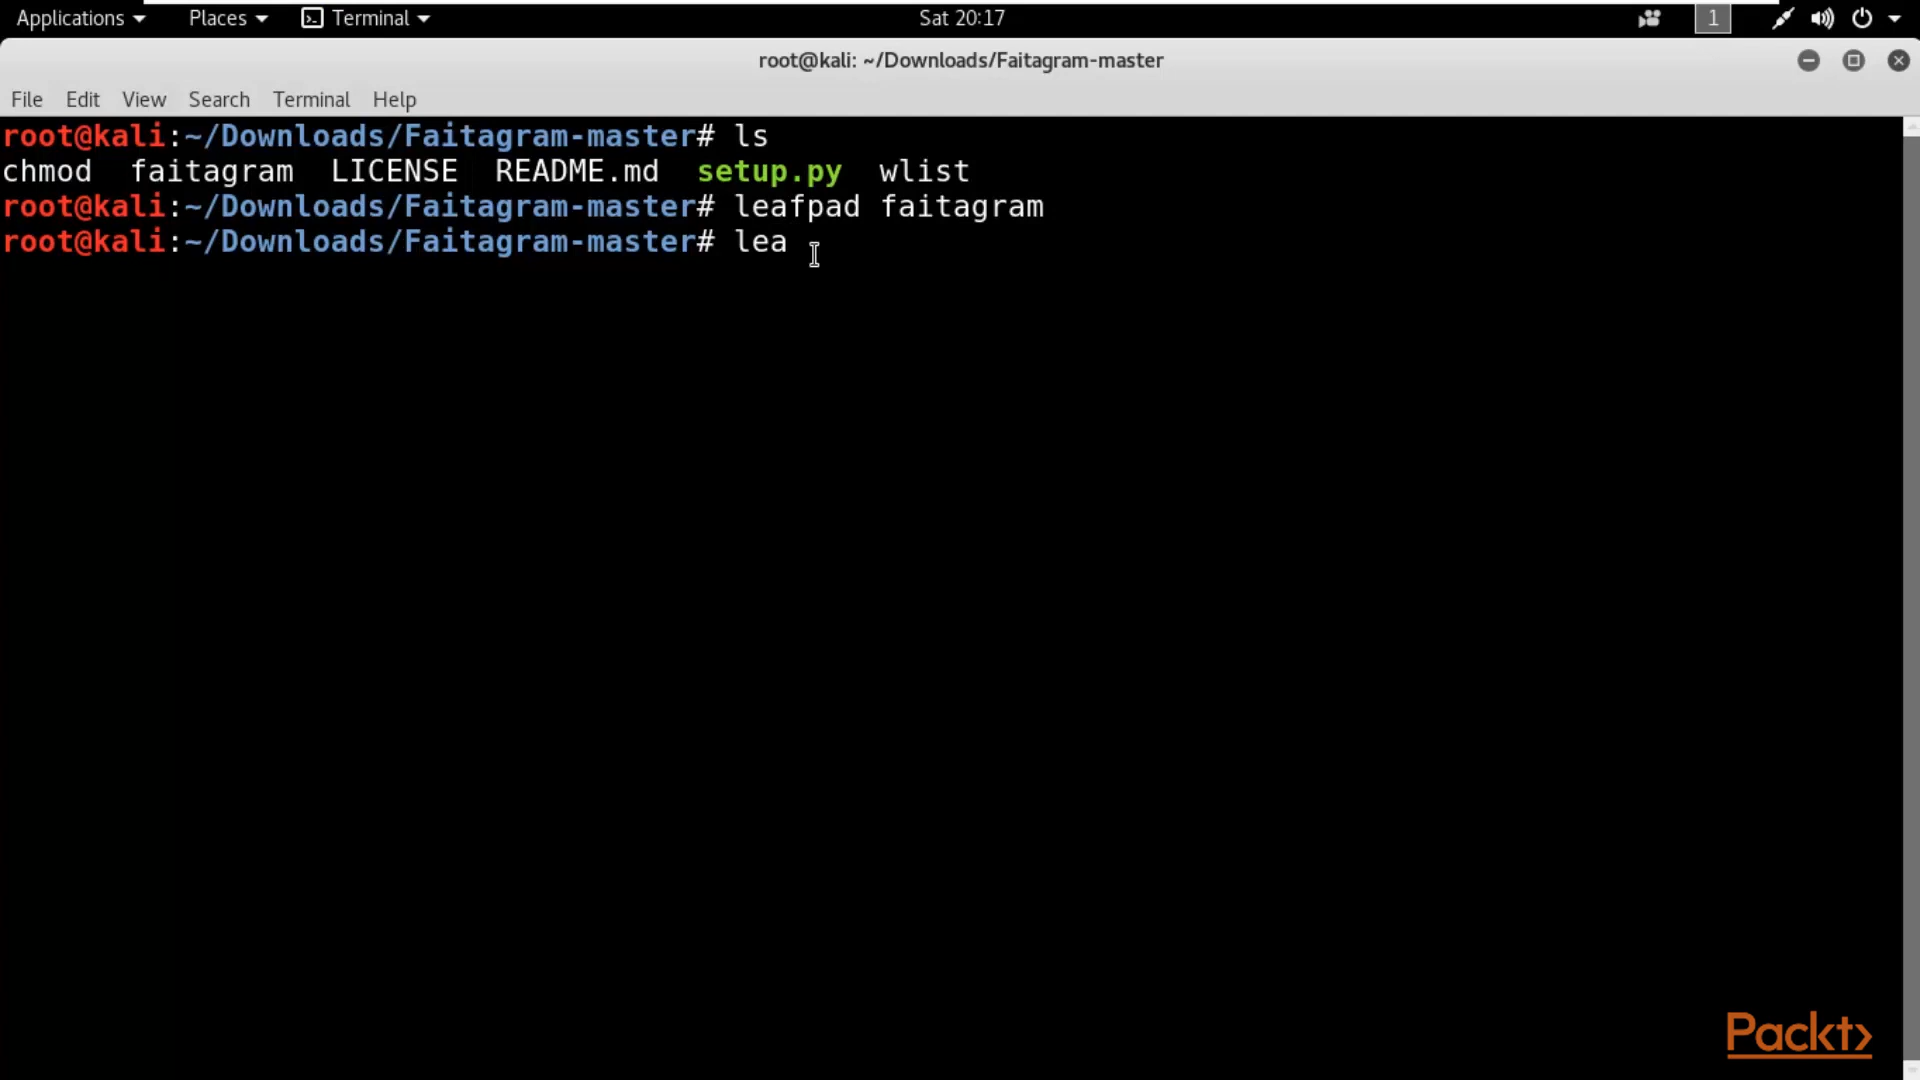 Applications Places Terminal Sat 20:17 1
root@kali: ~/Downloads/Faitagram-master
File Edit View Search Terminal Help
root@kali:~/Downloads/Faitagram-master# ls
chmod faitagram LICENSE README.md setup.py wlist
root@kali:~/Downloads/Faitagram-master# leafpad faitagram
root@kali:~/Downloads/Faitagram-master# lea
Packt>